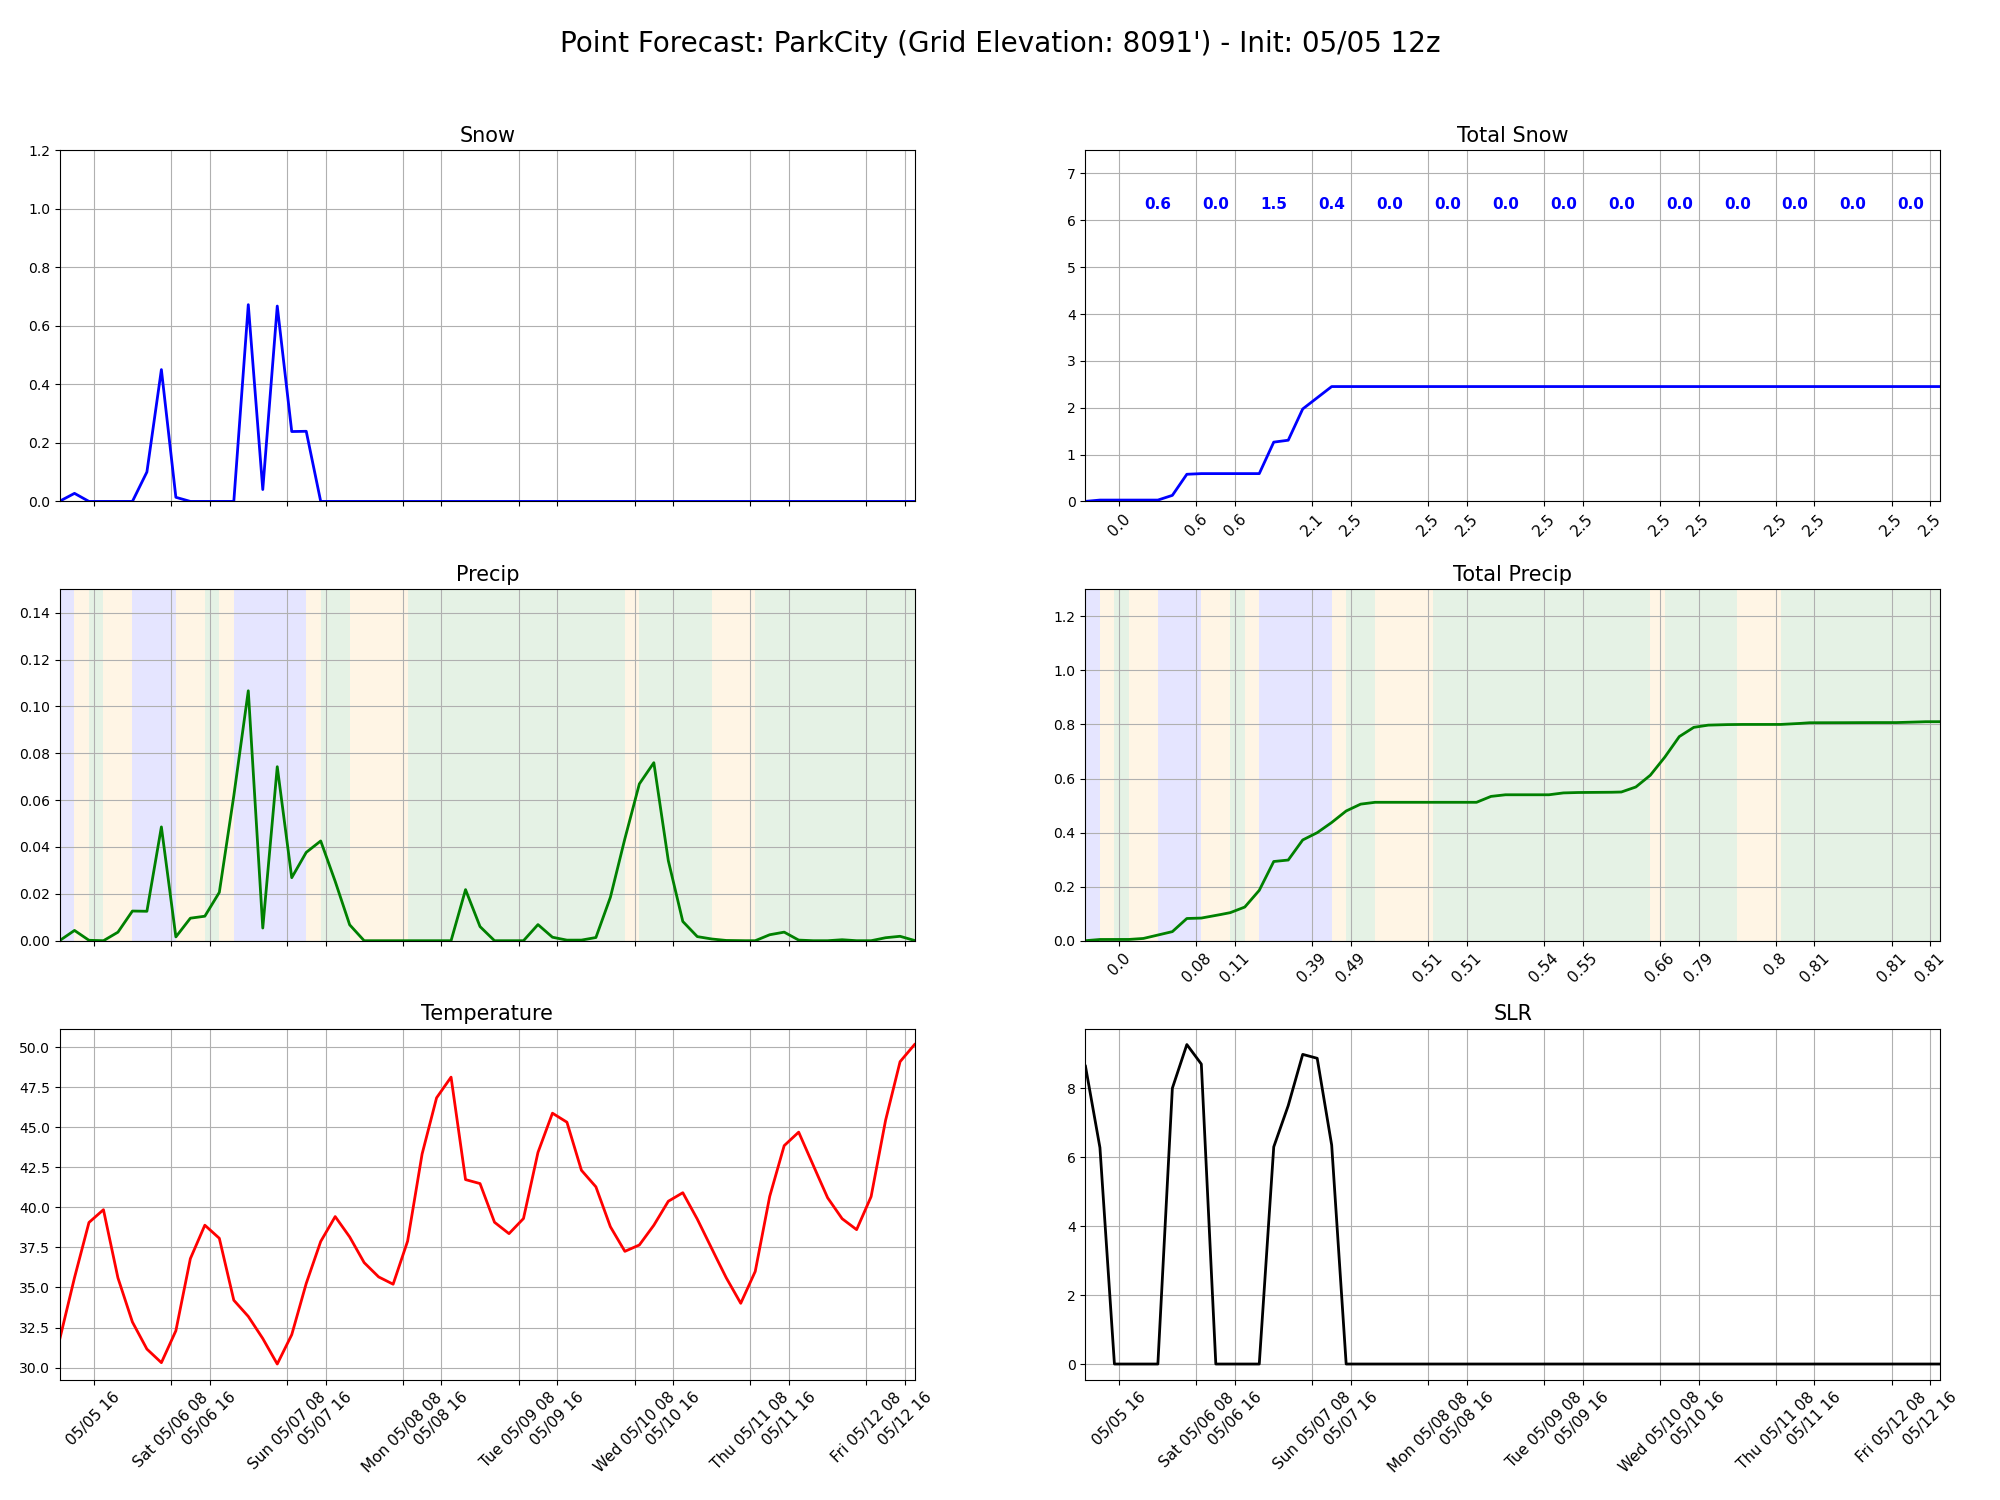 Point Forecast: ParkCity (Grid Elevation: 8091') - Init: 05/05 12z
Snow
1.2
1.0
0.8
0.6
0.4
0.2
0.0
Total Snow
7
6
5
4
3
2
1
0
0.6 0.0 1.5 0.4 0.0 0.0 0.0 0.0 0.0 0.0 0.0 0.0 0.0 0.0
0.0 0.6 0.6 2.1 2.5 2.5 2.5 2.5 2.5 2.5 2.5 2.5 2.5 2.5 2.5
Precip
0.14
0.12
0.10
0.08
0.06
0.04
0.02
0.00
Total Precip
1.2
1.0
0.8
0.6
0.4
0.2
0.0
0.0 0.08 0.11 0.39 0.49 0.51 0.51 0.54 0.55 0.66 0.79 0.8 0.81 0.81 0.81
Temperature
50.0
47.5
45.0
42.5
40.0
37.5
35.0
32.5
30.0
05/05 16
Sat 05/06 08
05/06 16
Sun 05/07 08
05/07 16
Mon 05/08 08
05/08 16
Tue 05/09 08
05/09 16
Wed 05/10 08
05/10 16
Thu 05/11 08
05/11 16
Fri 05/12 08
05/12 16
SLR
8
6
4
2
0
05/05 16
Sat 05/06 08
05/06 16
Sun 05/07 08
05/07 16
Mon 05/08 08
05/08 16
Tue 05/09 08
05/09 16
Wed 05/10 08
05/10 16
Thu 05/11 08
05/11 16
Fri 05/12 08
05/12 16